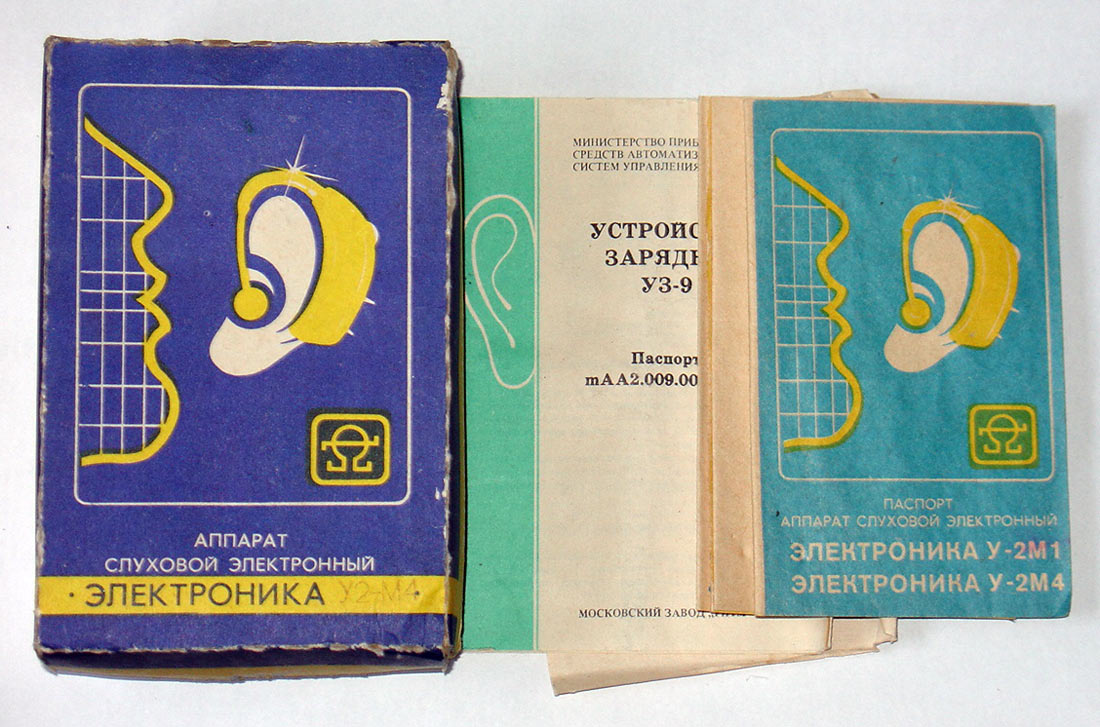 АППАРАТ
СЛУХОВОЙ ЭЛЕКТРОННЫЙ
· ЭЛЕКТРОНИКА У2-М4 ·
МИНИСТЕРСТВО ПРИБ
СРЕДСТВ АВТОМАТИЗ
СИСТЕМ УПРАВЛЕНИЯ
УСТРОЙС
ЗАРЯДН
УЗ-9
Паспорт
mАА2.009.00
МОСКОВСКИЙ ЗАВОД
ПАСПОРТ
АППАРАТ СЛУХОВОЙ ЭЛЕКТРОННЫЙ
ЭЛЕКТРОНИКА У-2М1
ЭЛЕКТРОНИКА У-2М4